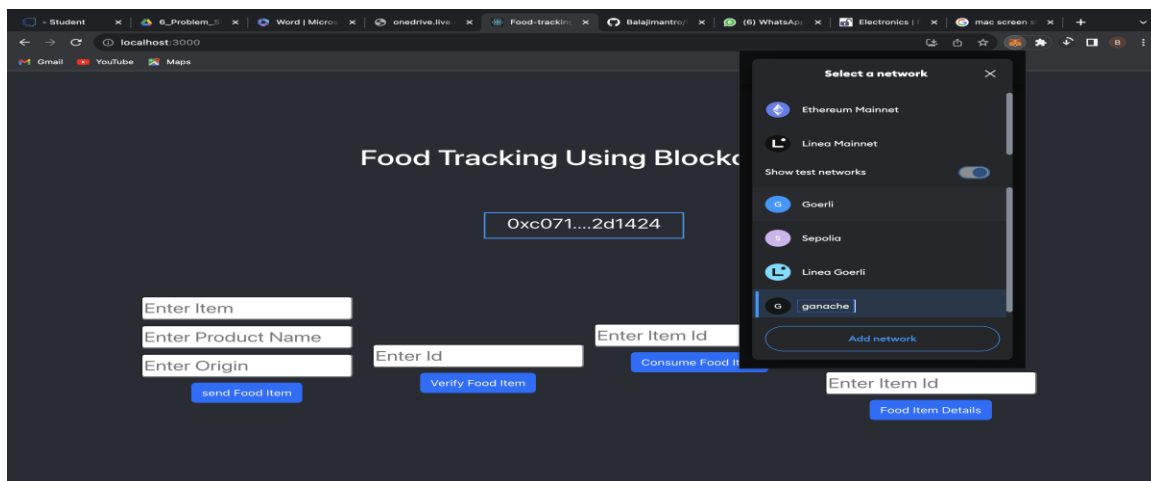 - Student
6_Problem_S
Word | Micros
onedrive.live.
Food-tracking
Balajimantro/
(6) WhatsAp
Electronics |
mac screen s
localhost:3000
B
Gmail
YouTube
Maps
Select a network
Ethereum Mainnet
L Linea Mainnet
Show test networks
G Goerli
S Sepolia
L Linea Goerli
G ganache
Add network
Food Tracking Using Blockc
0xc071....2d1424
Enter Item
Enter Product Name
Enter Origin
send Food Item
Enter Id
Verify Food Item
Enter Item Id
Consume Food It
Enter Item Id
Food Item Details